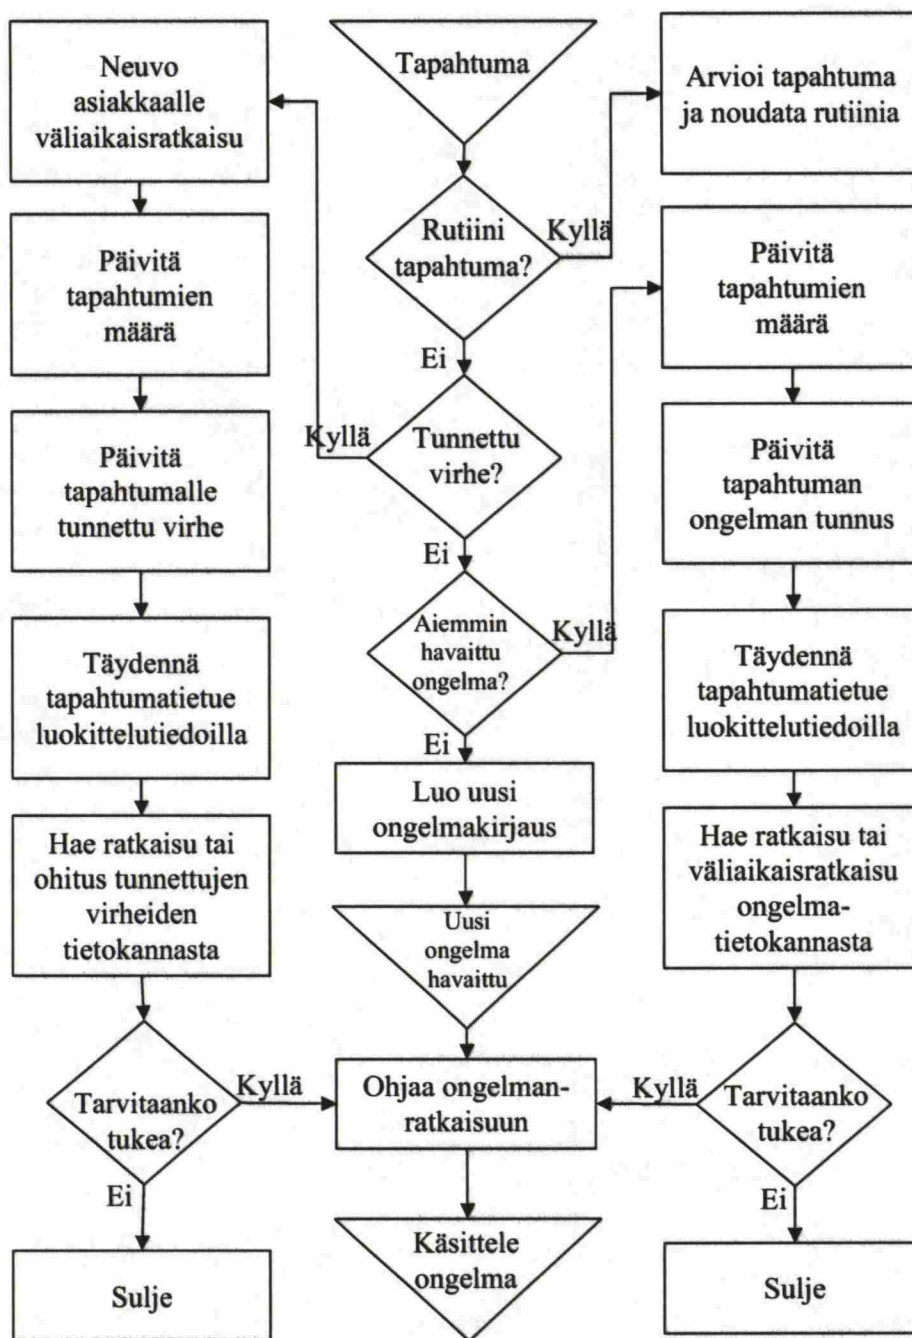 Tapahtuma
Rutiini
tapahtuma?
Kyllä
Arvioi tapahtuma
ja noudata rutiinia
Ei
Tunnettu
virhe?
Kyllä
Neuvo
asiakkaalle
väliaikaisratkaisu
Päivitä
tapahtumien
määrä
Päivitä
tapahtumalle
tunnettu virhe
Täydennä
tapahtumatietue
luokittelutiedoilla
Hae ratkaisu tai
ohitus tunnettujen
virheiden
tietokannasta
Tarvitaanko
tukea?
Kyllä
Ei
Sulje
Ei
Aiemmin
havaittu
ongelma?
Kyllä
Ei
Luo uusi
ongelmakirjaus
Uusi
ongelma
havaittu
Ohjaa ongelman-
ratkaisuun
Käsittele
ongelma
Päivitä
tapahtumien
määrä
Päivitä
tapahtuman
ongelman tunnus
Täydennä
tapahtumatietue
luokittelutiedoilla
Hae ratkaisu tai
väliaikaisratkaisu
ongelma-
tietokannasta
Kyllä
Tarvitaanko
tukea?
Ei
Sulje